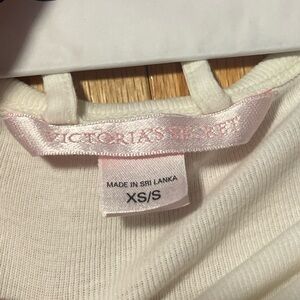 VICTORIA'S SECRET
MADE IN SRI LANKA
XS/S